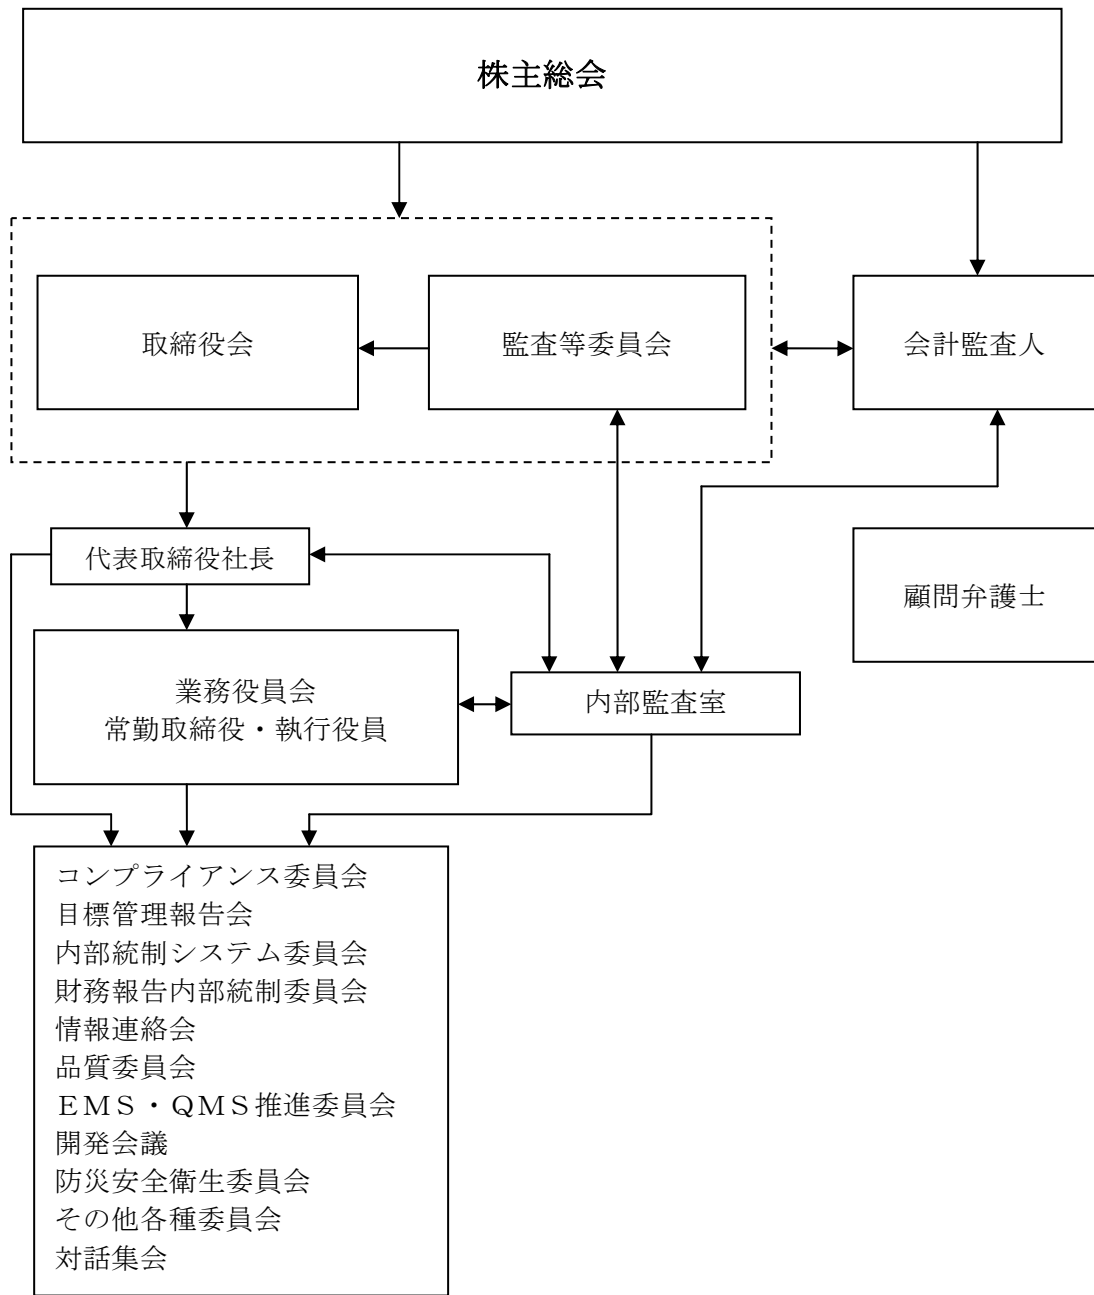 株主総会
取締役会
監査等委員会
会計監査人
代表取締役社長
顧問弁護士
業務役員会
常勤取締役・執行役員
内部監査室
コンプライアンス委員会
目標管理報告会
内部統制システム委員会
財務報告内部統制委員会
情報連絡会
品質委員会
ＥＭＳ・ＱＭＳ推進委員会
開発会議
防災安全衛生委員会
その他各種委員会
対話集会